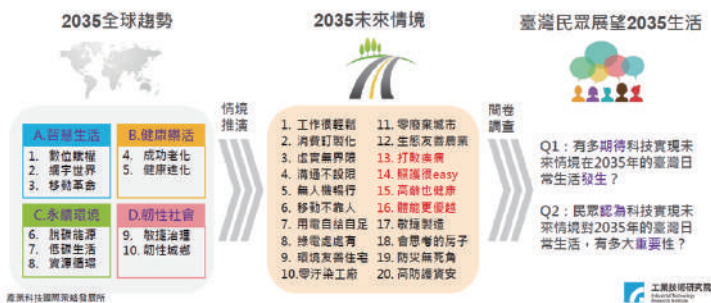 2035全球趨勢
A.智慧生活
1. 數位賦權
2. 擴宇世界
3. 移動革命
B.健康樂活
4. 成功老化
5. 健康進化
C.永續環境
6. 脫碳能源
7. 低碳生活
8. 資源循環
D.韌性社會
9. 敏捷治理
10. 韌性城鄉
產業科技國際策略發展所
情境
推演
2035未來情境
1. 工作很輕鬆
2. 消費訂製化
3. 虛實無界限
4. 溝通不設限
5. 無人機暢行
6. 移動不靠人
7. 用電自給自足
8. 綠電處處有
9. 環境友善住宅
10.零汙染工廠
11. 零廢棄城市
12. 生態友善農業
13. 打敗疾病
14. 照護很easy
15. 高齡也健康
16. 體能更優越
17. 敏捷製造
18. 會思考的房子
19. 防災無死角
20. 高防護資安
問卷
調查
臺灣民眾展望2035生活
Q1:有多期待科技實現未
來情境在2035年的臺灣日
常生活發生?
Q2:民眾認為科技實現未
來情境對2035年的臺灣日
常生活,有多大重要性?
工業技術研究院
Industrial Technology
Research Institute